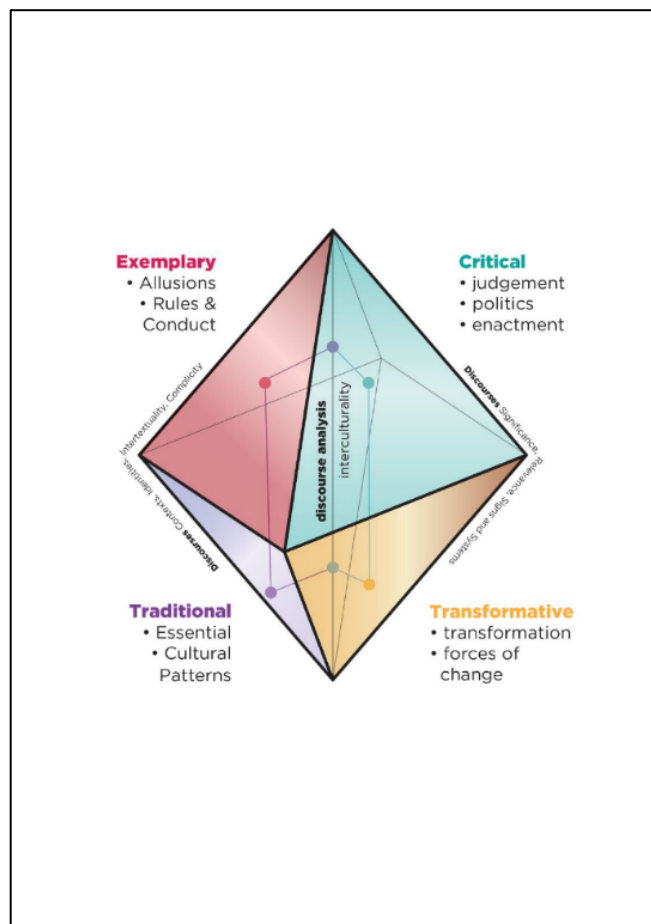 Exemplary
• Allusions
• Rules &
Conduct
Critical
• judgement
• politics
• enactment
Discourses Contexts, Identities, Intertextuality, Complicity
discourse analysis
interculturality
Discourses Significance,
Relevance, Signs and Systems
Traditional
• Essential
• Cultural
Patterns
Transformative
• transformation
• forces of
change